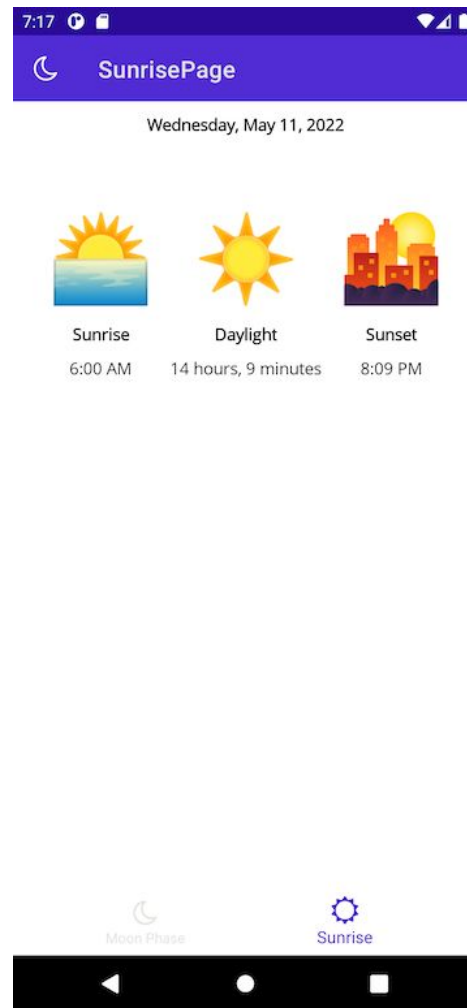 7:17
SunrisePage
Wednesday, May 11, 2022
Sunrise
Daylight
Sunset
6:00 AM
14 hours, 9 minutes
8:09 PM
Moon Phase
Sunrise